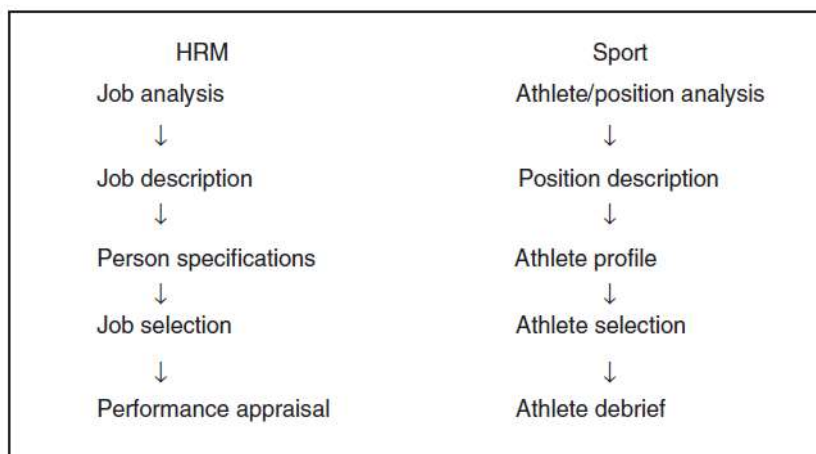 HRM Sport
Job analysis Athlete/position analysis
↓ ↓
Job description Position description
↓ ↓
Person specifications Athlete profile
↓ ↓
Job selection Athlete selection
↓ ↓
Performance appraisal Athlete debrief